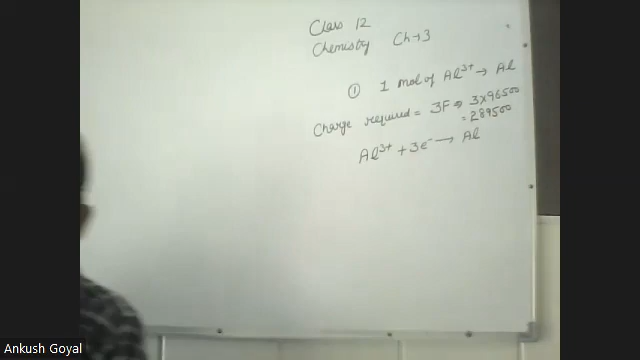 Class 12
Chemistry Ch-3
① 1 mol of Al³⁺ → Al
Charge required = 3F ⇒ 3×96500
= 289500
Al³⁺ + 3e⁻ → Al
Ankush Goyal